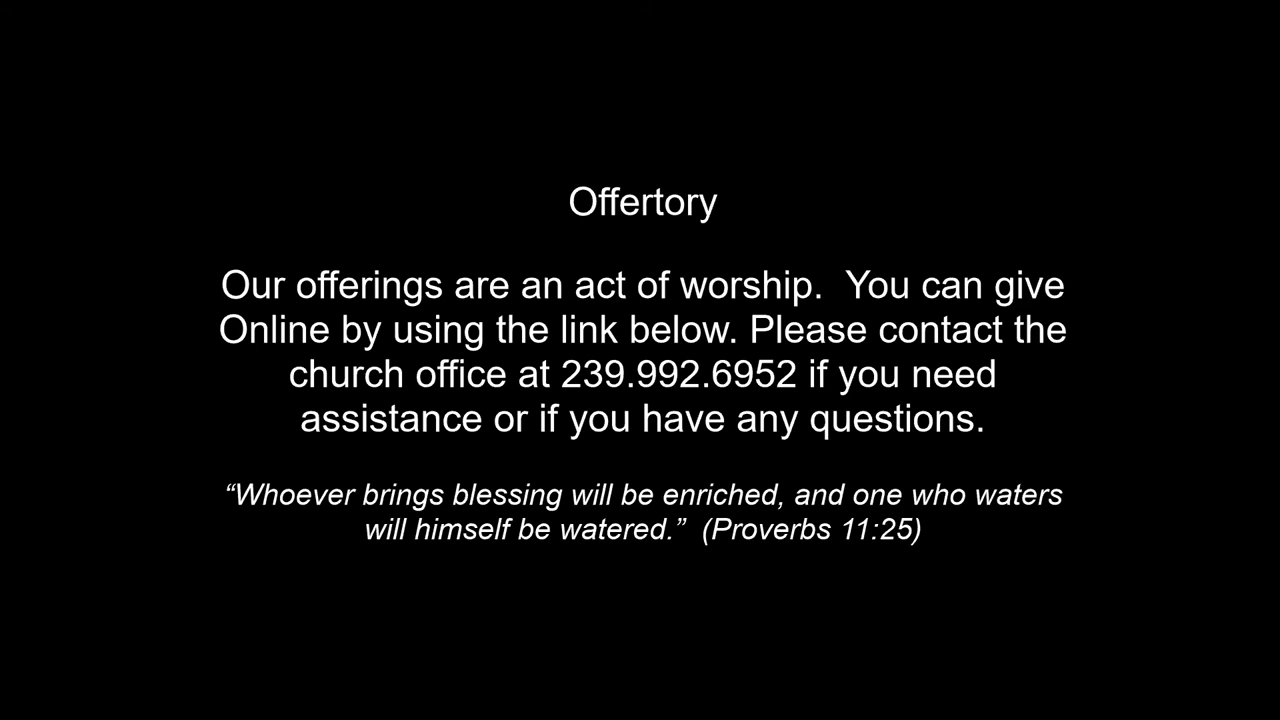 Offertory
Our offerings are an act of worship.  You can give
Online by using the link below. Please contact the
church office at 239.992.6952 if you need
assistance or if you have any questions.
“Whoever brings blessing will be enriched, and one who waters
will himself be watered.”  (Proverbs 11:25)